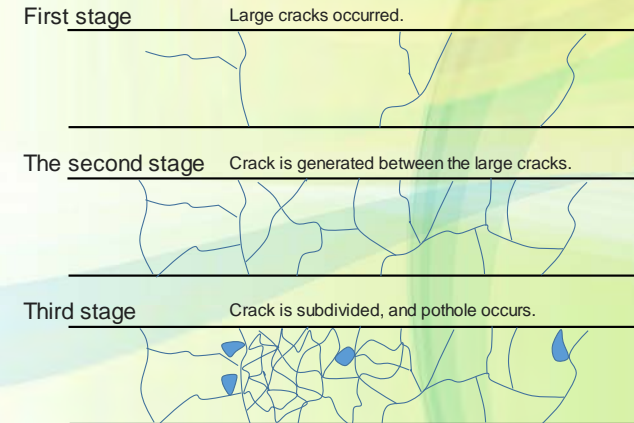 First stage
Large cracks occurred.
The second stage
Crack is generated between the large cracks.
Third stage
Crack is subdivided, and pothole occurs.